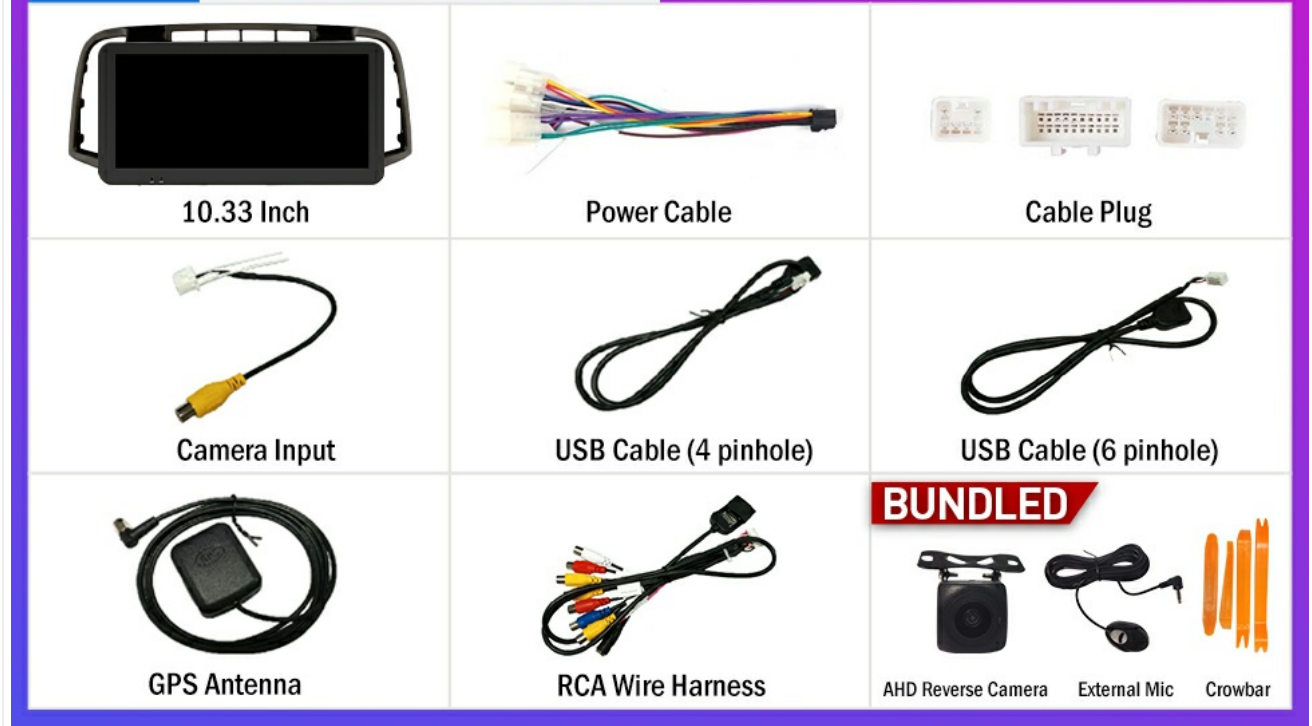 10.33 Inch
Power Cable
Cable Plug
Camera Input
USB Cable (4 pinhole)
USB Cable (6 pinhole)
GPS Antenna
RCA Wire Harness
BUNDLED
AHD Reverse Camera
External Mic
Crowbar